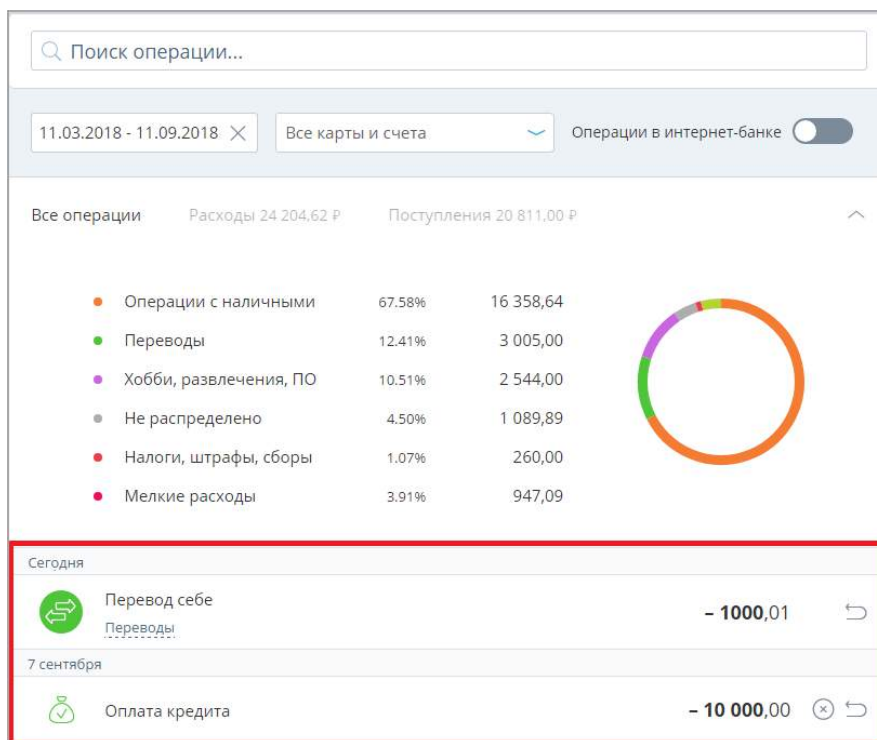 Поиск операции...
11.03.2018 - 11.09.2018 Все карты и счета Операции в интернет-банке
Все операции Расходы 24 204,62 ₽ Поступления 20 811,00 ₽
Операции с наличными 67.58% 16 358,64
Переводы 12.41% 3 005,00
Хобби, развлечения, ПО 10.51% 2 544,00
Не распределено 4.50% 1 089,89
Налоги, штрафы, сборы 1.07% 260,00
Мелкие расходы 3.91% 947,09
Сегодня
Перевод себе – 1000,01
Переводы
7 сентября
Оплата кредита – 10 000,00